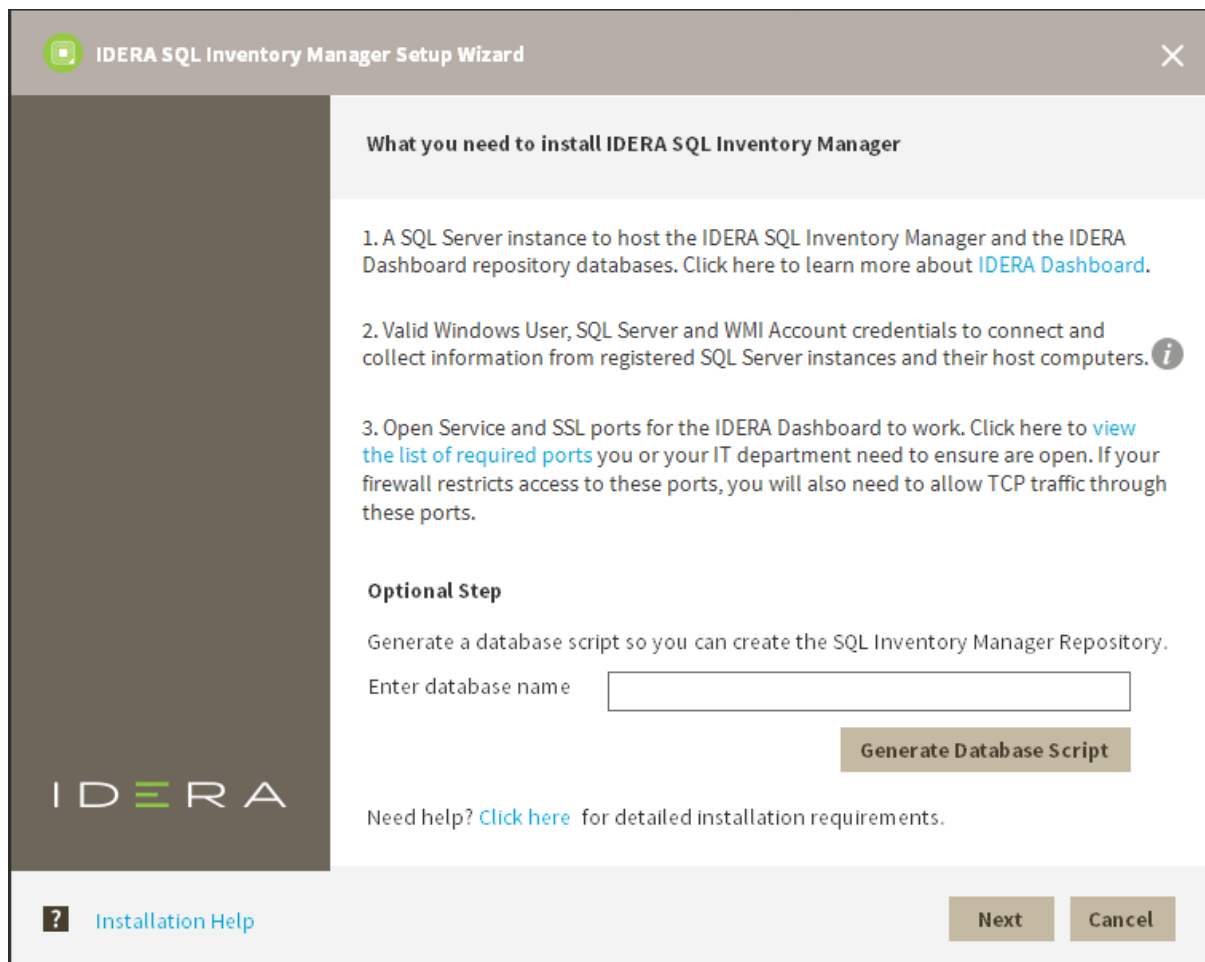 IDERA SQL Inventory Manager Setup Wizard
What you need to install IDERA SQL Inventory Manager
1. A SQL Server instance to host the IDERA SQL Inventory Manager and the IDERA
Dashboard repository databases. Click here to learn more about IDERA Dashboard.
2. Valid Windows User, SQL Server and WMI Account credentials to connect and
collect information from registered SQL Server instances and their host computers. i
3. Open Service and SSL ports for the IDERA Dashboard to work. Click here to view
the list of required ports you or your IT department need to ensure are open. If your
firewall restricts access to these ports, you will also need to allow TCP traffic through
these ports.
Optional Step
Generate a database script so you can create the SQL Inventory Manager Repository.
Enter database name
Generate Database Script
IDERA
Need help? Click here for detailed installation requirements.
? Installation Help
Next Cancel